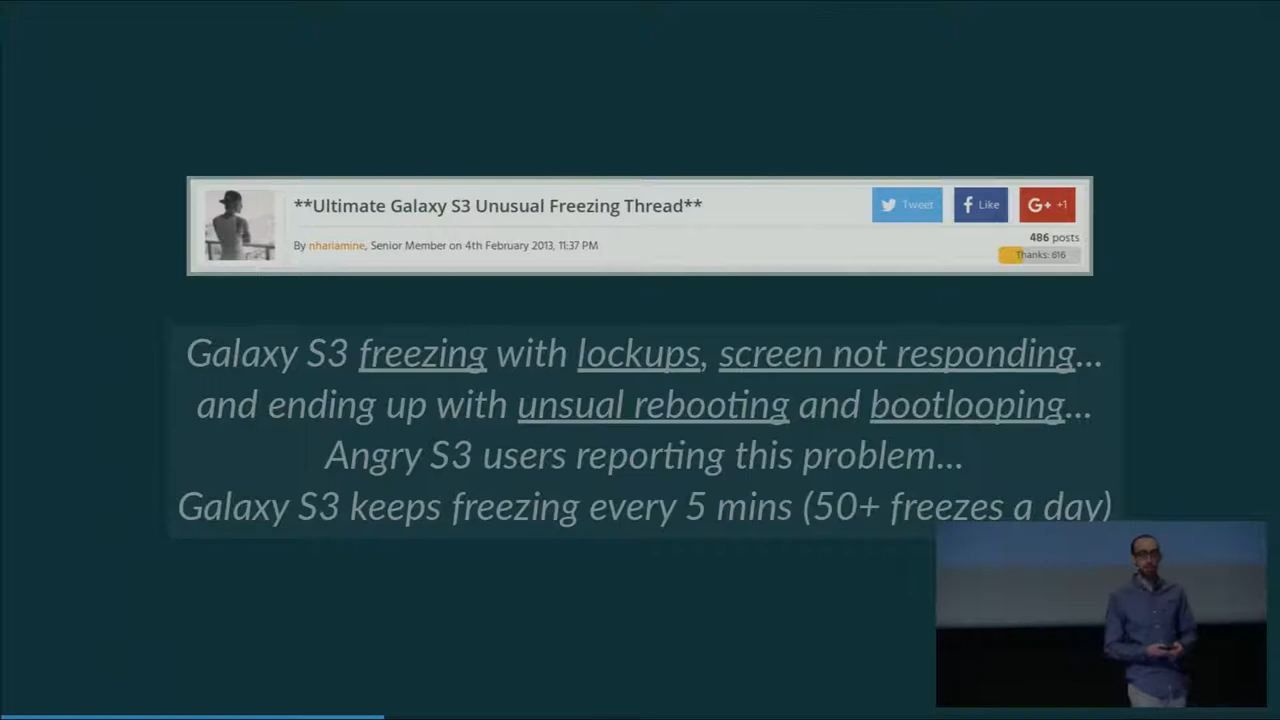 **Ultimate Galaxy S3 Unusual Freezing Thread**
Tweet
Like
G+ +1
By nhariamine, Senior Member on 4th February 2013, 11:37 PM
486 posts
Thanks: 616
Galaxy S3 freezing with lockups, screen not responding...
and ending up with unsual rebooting and bootlooping...
Angry S3 users reporting this problem...
Galaxy S3 keeps freezing every 5 mins (50+ freezes a day)